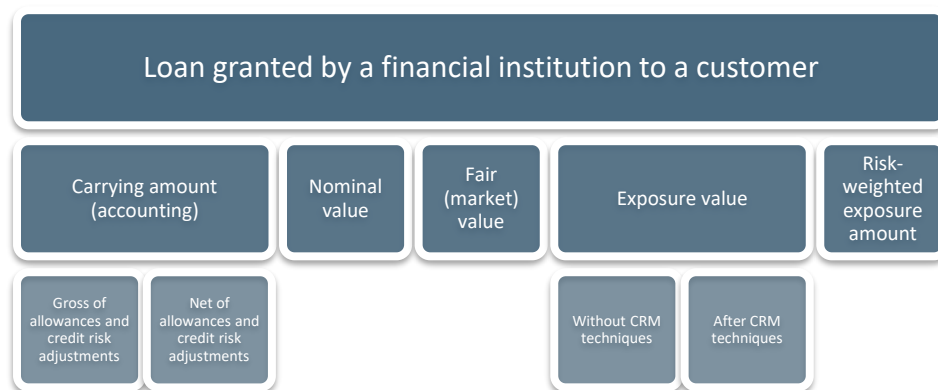 Loan granted by a financial institution to a customer
Carrying amount
(accounting)
Nominal
value
Fair
(market)
value
Exposure value
Risk-
weighted
exposure
amount
Gross of
allowances and
credit risk
adjustments
Net of
allowances and
credit risk
adjustments
Without CRM
techniques
After CRM
techniques